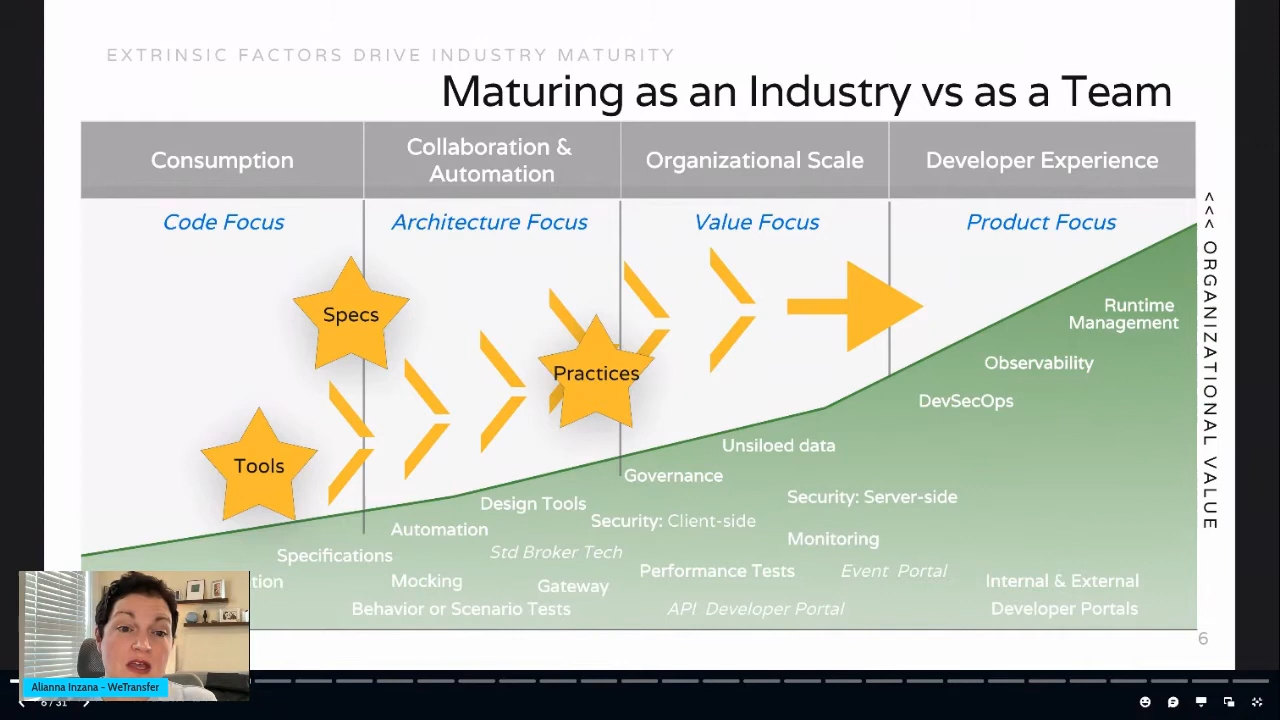 EXTRINSIC FACTORS DRIVE INDUSTRY MATURITY
Maturing as an Industry vs as a Team
Consumption
Collaboration &
Automation
Organizational Scale
Developer Experience
Code Focus
Architecture Focus
Value Focus
Product Focus
<<< ORGANIZATIONAL VALUE
Specs
Practices
Tools
Runtime
Management
Observability
DevSecOps
Unsiloed data
Governance
Security: Server-side
Design Tools
Security: Client-side
Automation
Monitoring
Std Broker Tech
Specifications
Performance Tests
Event Portal
tion
Mocking
Gateway
Internal & External
Developer Portals
Behavior or Scenario Tests
API Developer Portal
6
Alianna Inzana - WeTransfer
6 / 31